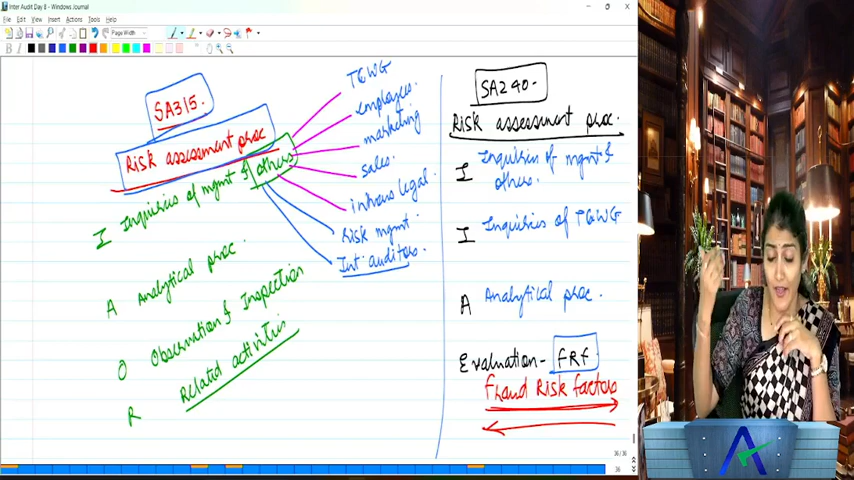 Inter Audit Day 8 - Windows Journal
File Edit View Insert Actions Tools Help
Page Width
SA315.
Risk assessment proc
I Inquiries of mgmt & others
TCWG
employees.
marketing
sales.
inhouse legal.
Risk mgmt
Int auditors.
A Analytical proc.
O Observation & Inspection
R Related activities
SA240.
Risk assessment proc.
I Inquiries of mgmt &
others.
I Inquiries of TCWG
A Analytical proc.
Evaluation - FRF
Fraud Risk Factors
36/36
36